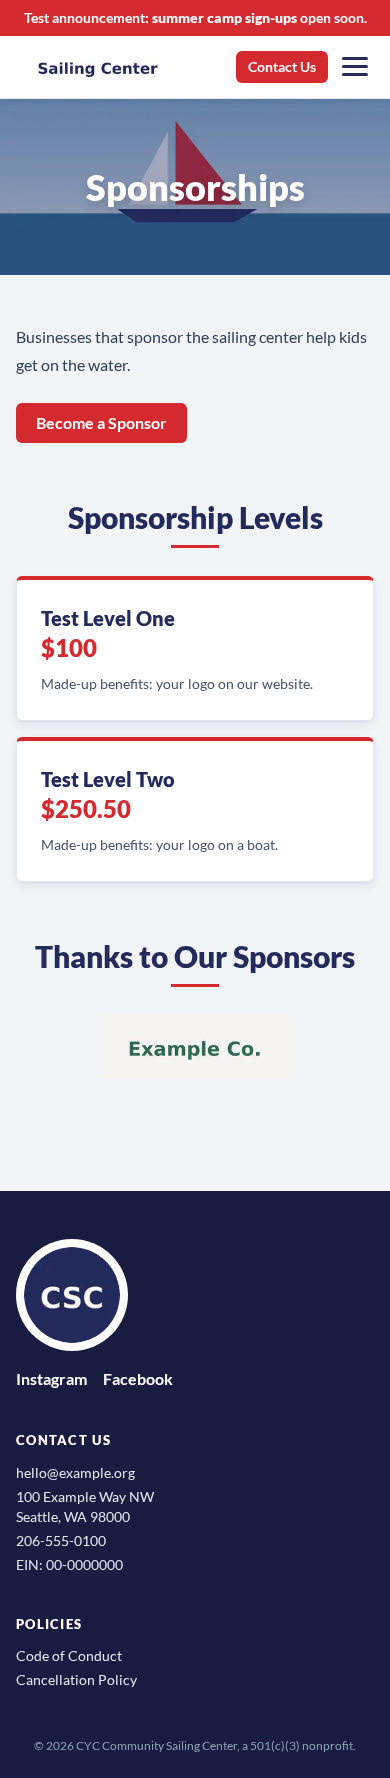 Test announcement: summer camp sign-ups open soon.
Sailing Center
Contact Us
Sponsorships
Businesses that sponsor the sailing center help kids
get on the water.
Become a Sponsor
Sponsorship Levels
Test Level One
$100
Made-up benefits: your logo on our website.
Test Level Two
$250.50
Made-up benefits: your logo on a boat.
Thanks to Our Sponsors
Example Co.
CSC
Instagram Facebook
CONTACT US
hello@example.org
100 Example Way NW
Seattle, WA 98000
206-555-0100
EIN: 00-0000000
POLICIES
Code of Conduct
Cancellation Policy
© 2026 CYC Community Sailing Center, a 501(c)(3) nonprofit.